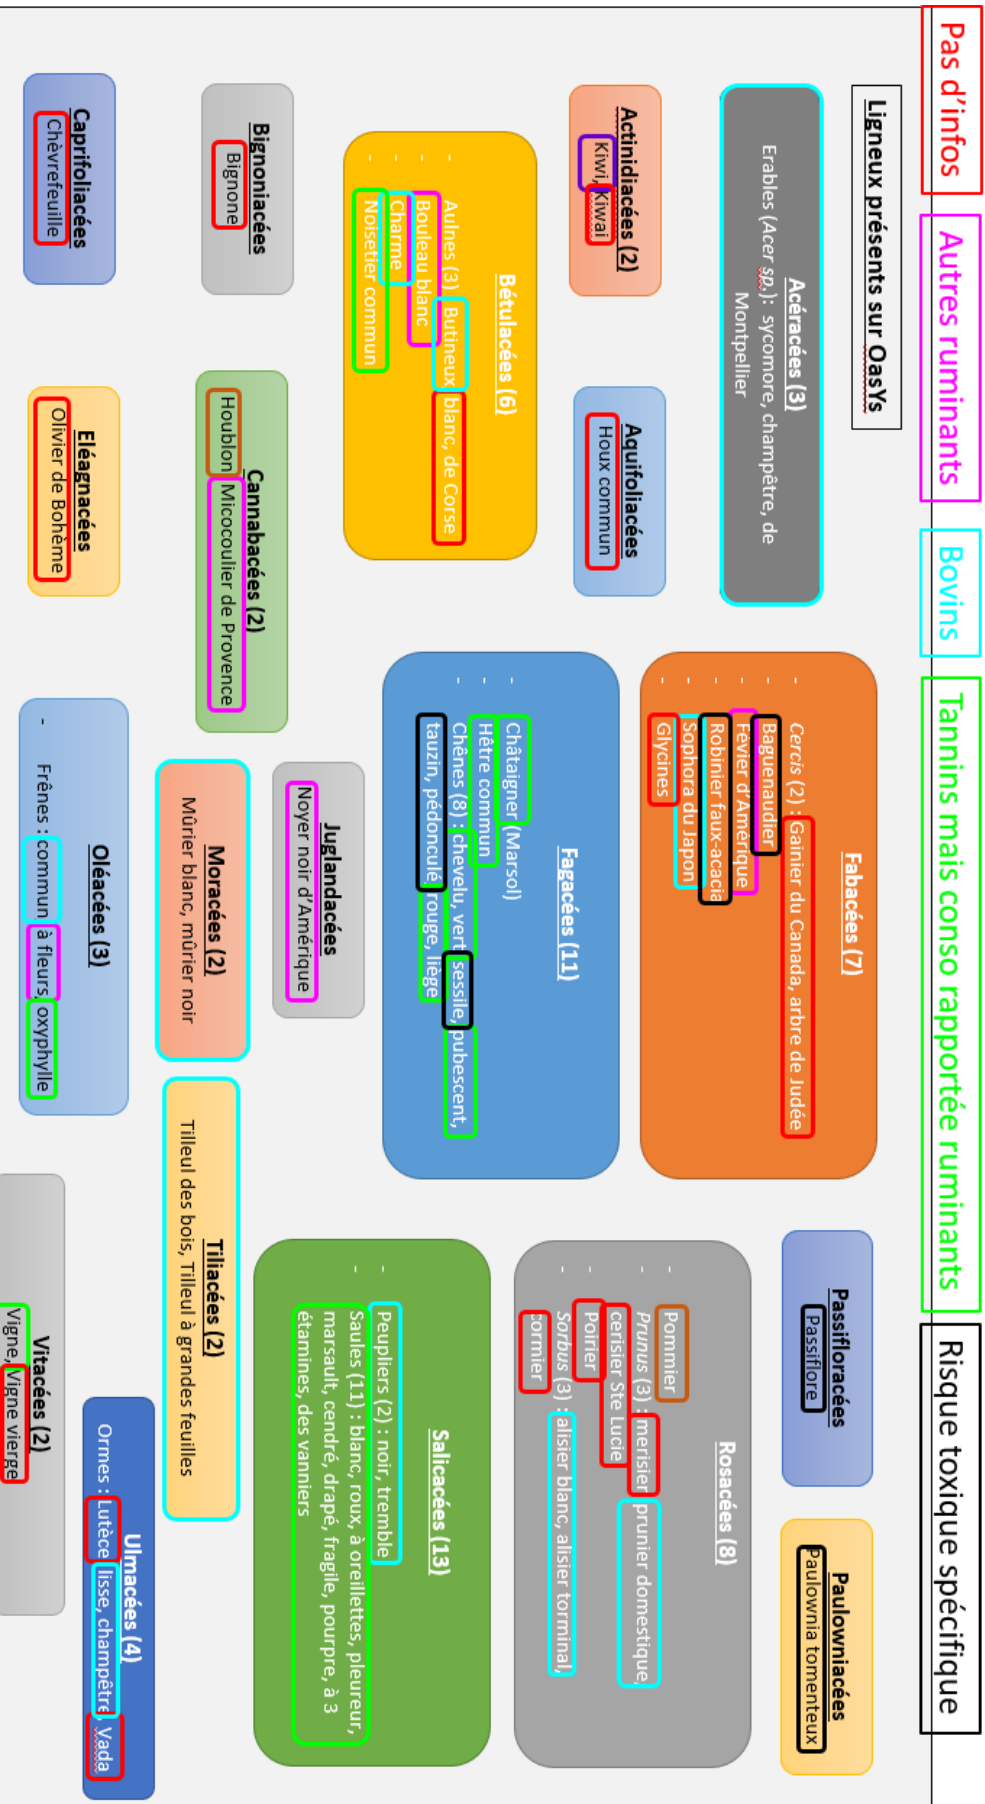 Pas d'infos
Autres ruminants
Bovins
Tannins mais conso rapportée ruminants
Risque toxique spécifique
Ligneux présents sur OasYs
Acéracées (3)
Erables (Acer sp.): sycomore, champêtre, de
Montpellier
Actinidiacées (2)
Kiwi, Kiwai
Aquifoliacées
Houx commun
Bétulacées (6)
- Aulnes (3) Butineux, blanc, de Corse
- Bouleau blanc
- Charme
- Noisetier commun
Bignoniacées
Bignone
Cannabacées (2)
Houblon Micocoulier de Provence
Caprifoliacées
Chèvrefeuille
Eléagnacées
Olivier de Bohème
Fabacées (7)
- Cercis (2) : Gainier du Canada, arbre de Judée
- Baguenaudier
- Févier d'Amérique
- Robinier faux-acacia
- Sophora du Japon
- Glycines
Fagacées (11)
- Châtaigner (Marsol)
- Hêtre commun
- Chênes (8) : chevelu, vert sessile, pubescent,
tauzin, pédonculé, rouge, liège
Juglandacées
Noyer noir d'Amérique
Moracées (2)
Mûrier blanc, mûrier noir
Oléacées (3)
- Frênes : commun à fleurs, oxyphylle
Passifloracées
Passiflore
Paulowniacées
Paulownia tomenteux
Rosacées (8)
- Pommier
- Prunus (3) : merisier prunier domestique,
cerisier Ste Lucie
- Poirier
- Sorbus (3) : alisier blanc, alisier torminal,
cormier
Salicacées (13)
- Peupliers (2) : noir, tremble
- Saules (11) : blanc, roux, à oreillettes, pleureur,
marsault, cendré, drapé, fragile, pourpre, à 3
étamines, des vanniers
Tiliacées (2)
Tilleul des bois, Tilleul à grandes feuilles
Vitacées (2)
Vigne, Vigne vierge
Ulmacées (4)
Ormes : Lutèce lisse, champêtre, Vada